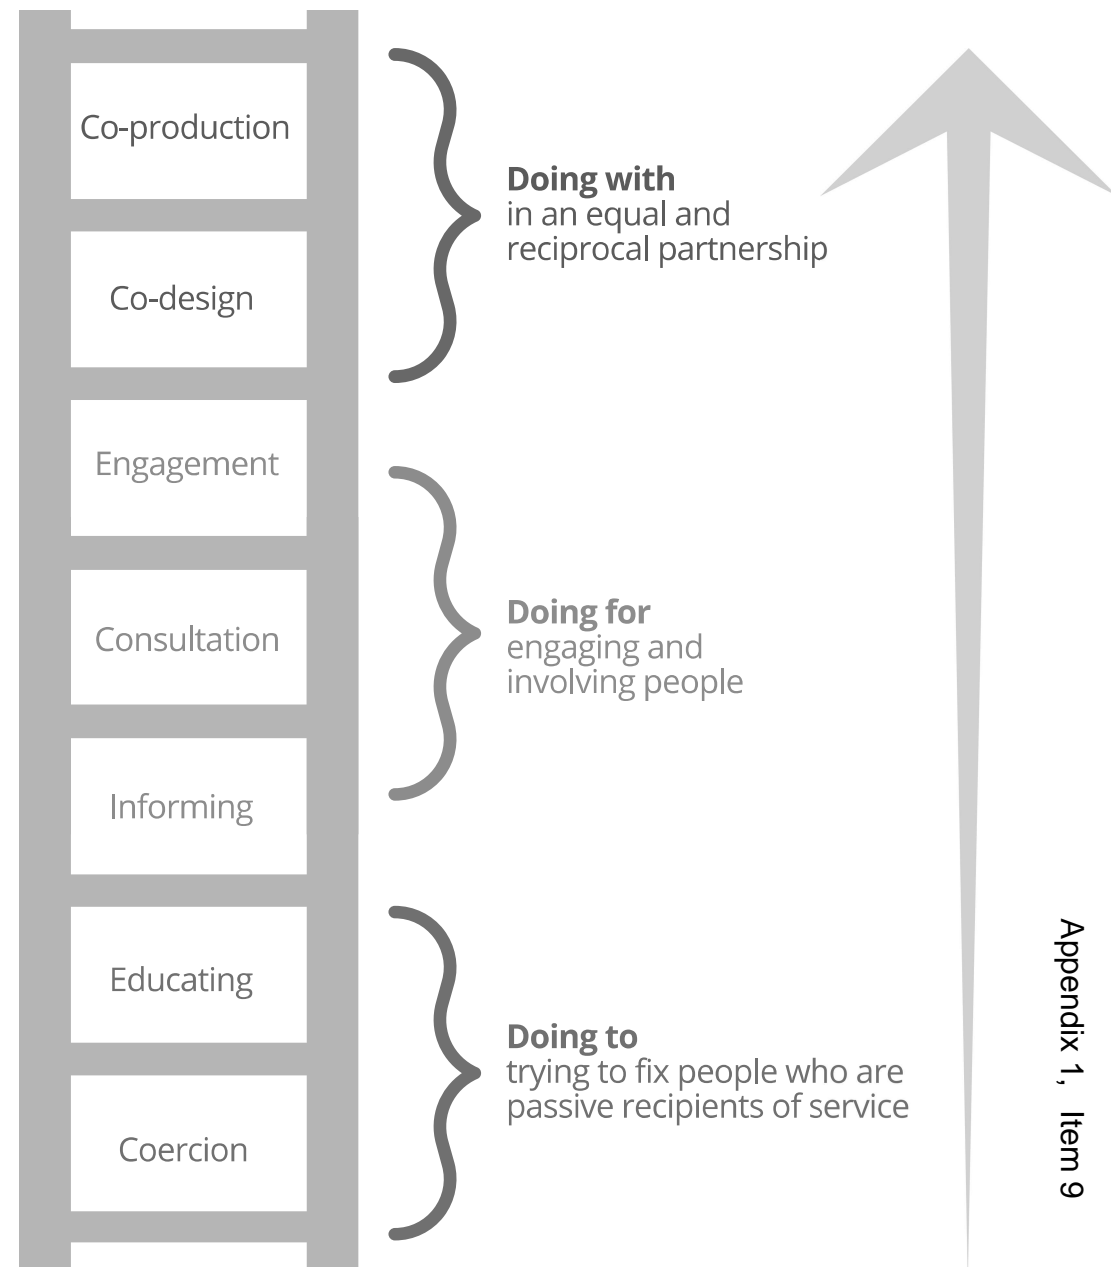 Co-production
Co-design
Doing with
in an equal and
reciprocal partnership
Engagement
Consultation
Informing
Doing for
engaging and
involving people
Educating
Coercion
Doing to
trying to fix people who are
passive recipients of service
Appendix 1, Item 9